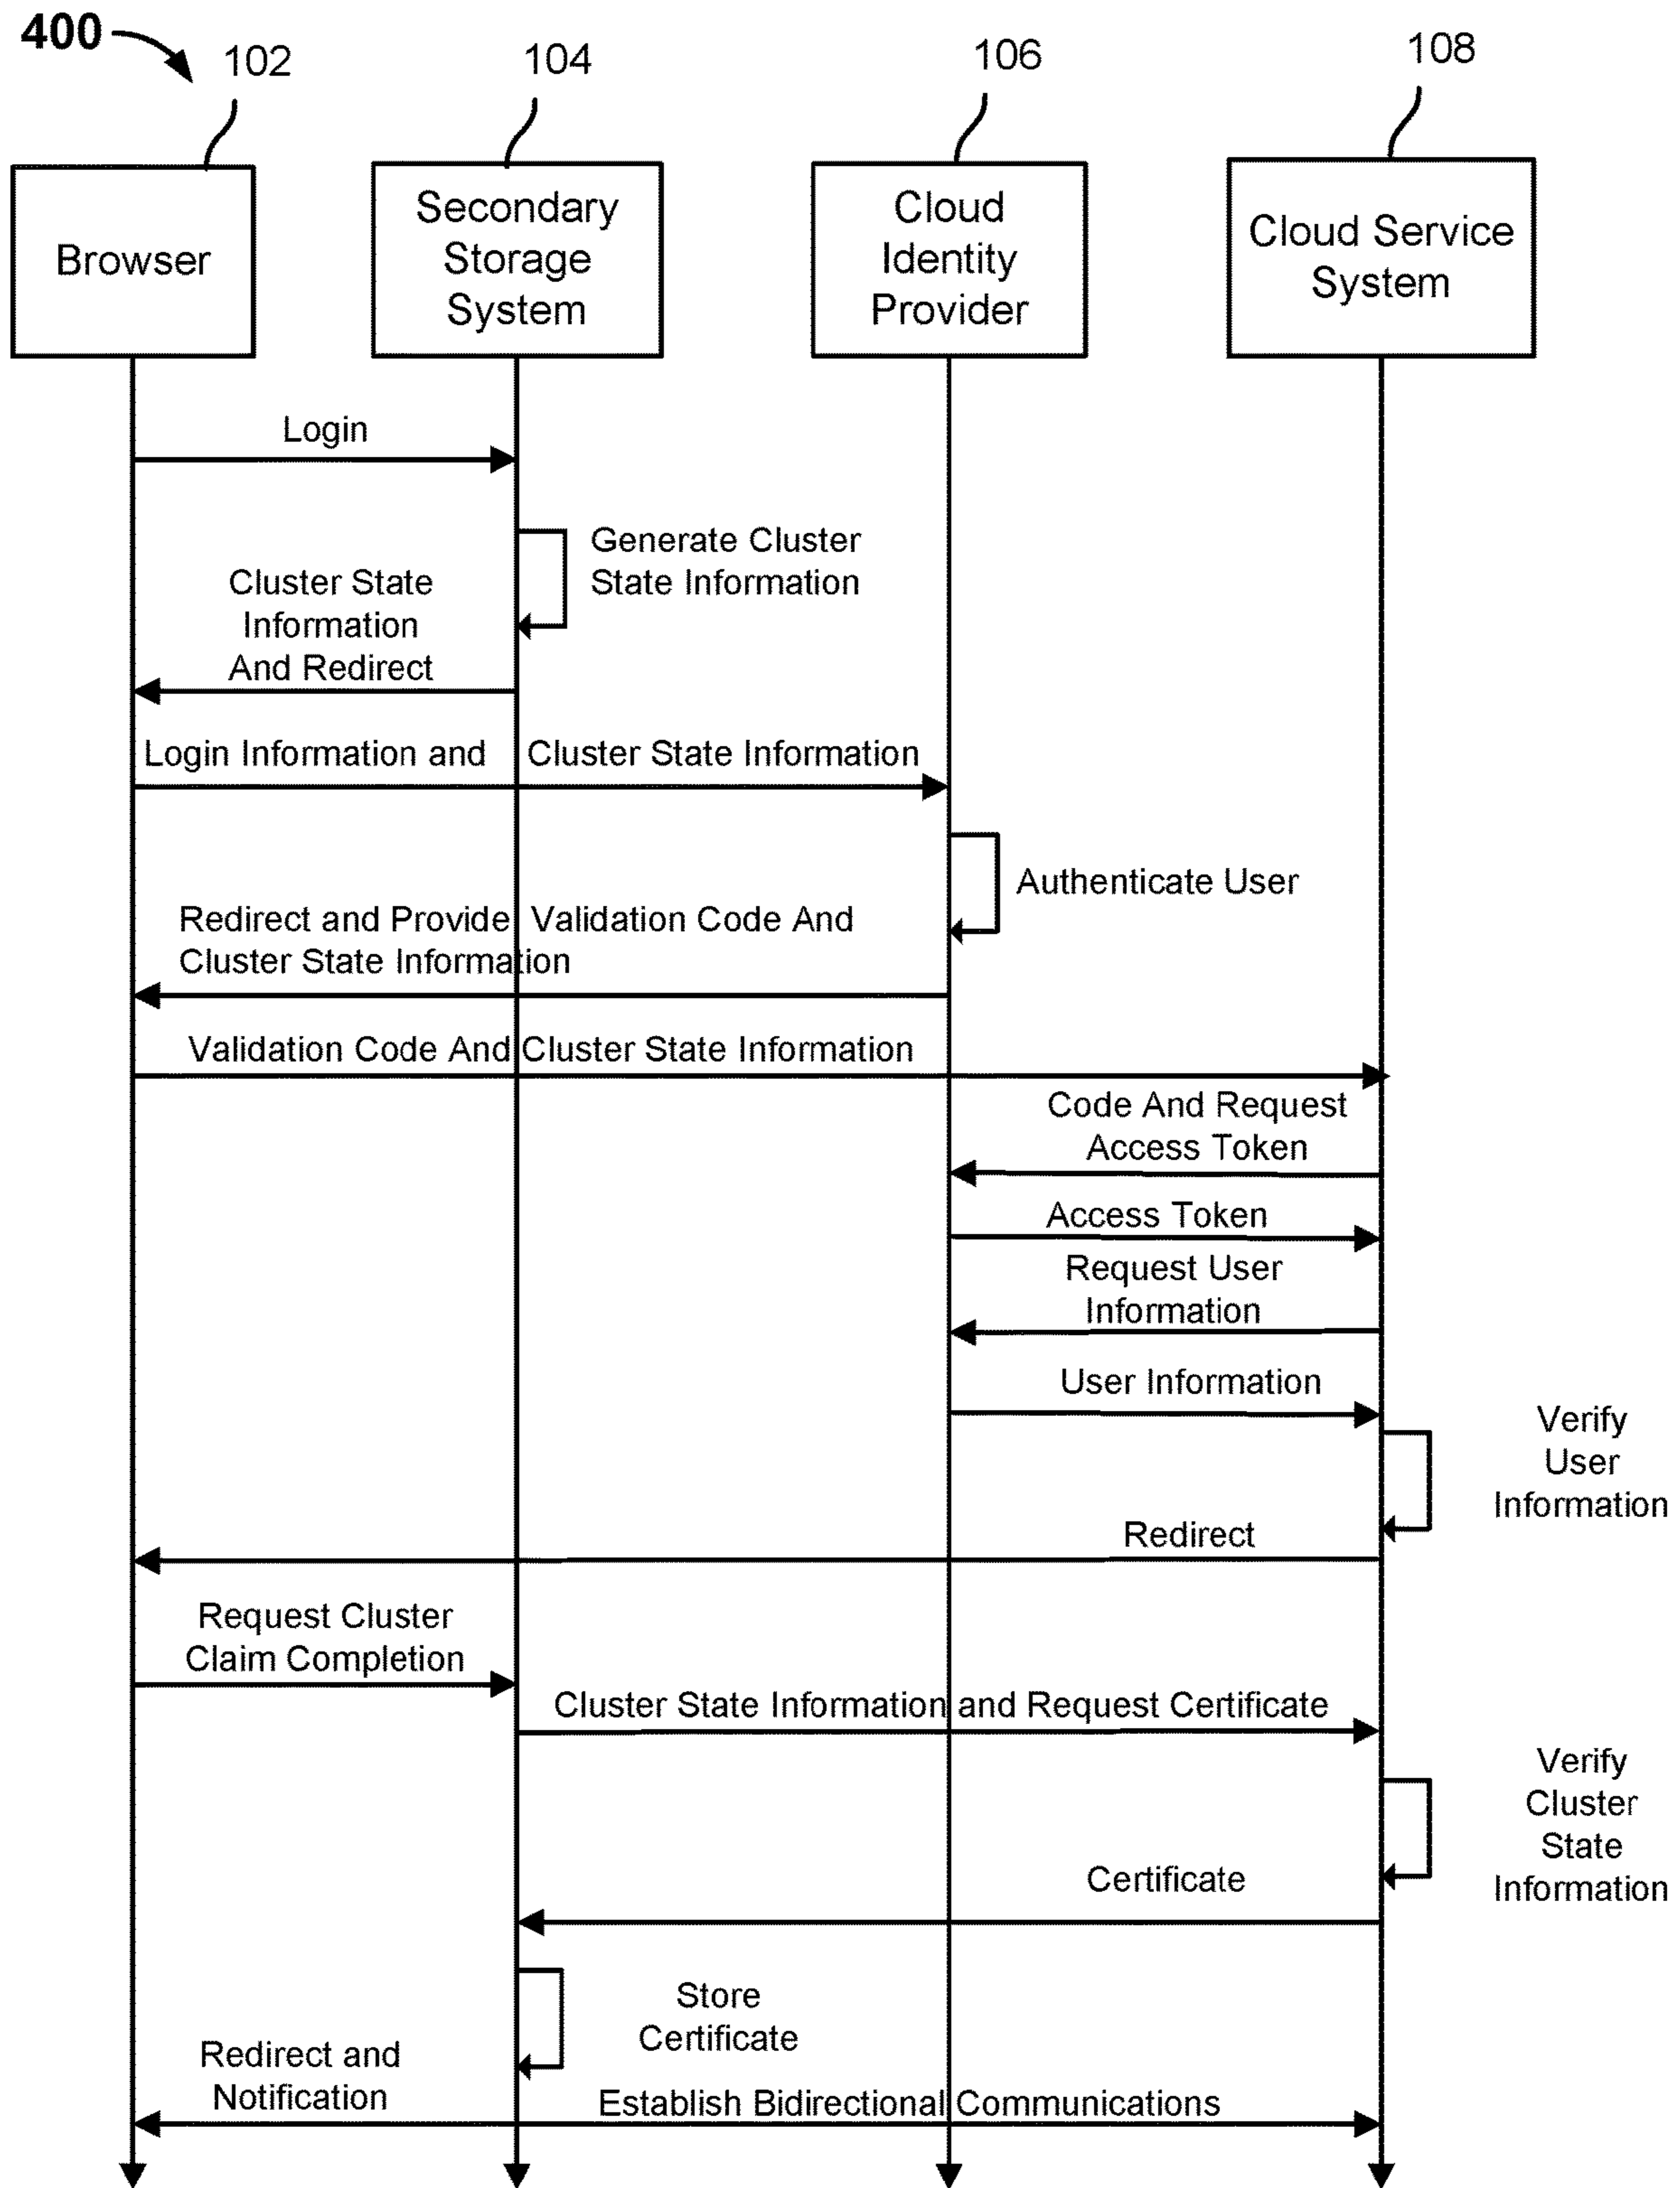 400
102
104
106
108
Browser
Secondary
Storage
System
Cloud
Identity
Provider
Cloud Service
System
Login
Generate Cluster
State Information
Cluster State
Information
And Redirect
Login Information and Cluster State Information
Authenticate User
Redirect and Provide Validation Code And
Cluster State Information
Validation Code And Cluster State Information
Code And Request
Access Token
Access Token
Request User
Information
User Information
Verify
User
Information
Redirect
Request Cluster
Claim Completion
Cluster State Information and Request Certificate
Verify
Cluster
State
Information
Certificate
Store
Certificate
Redirect and
Notification
Establish Bidirectional Communications